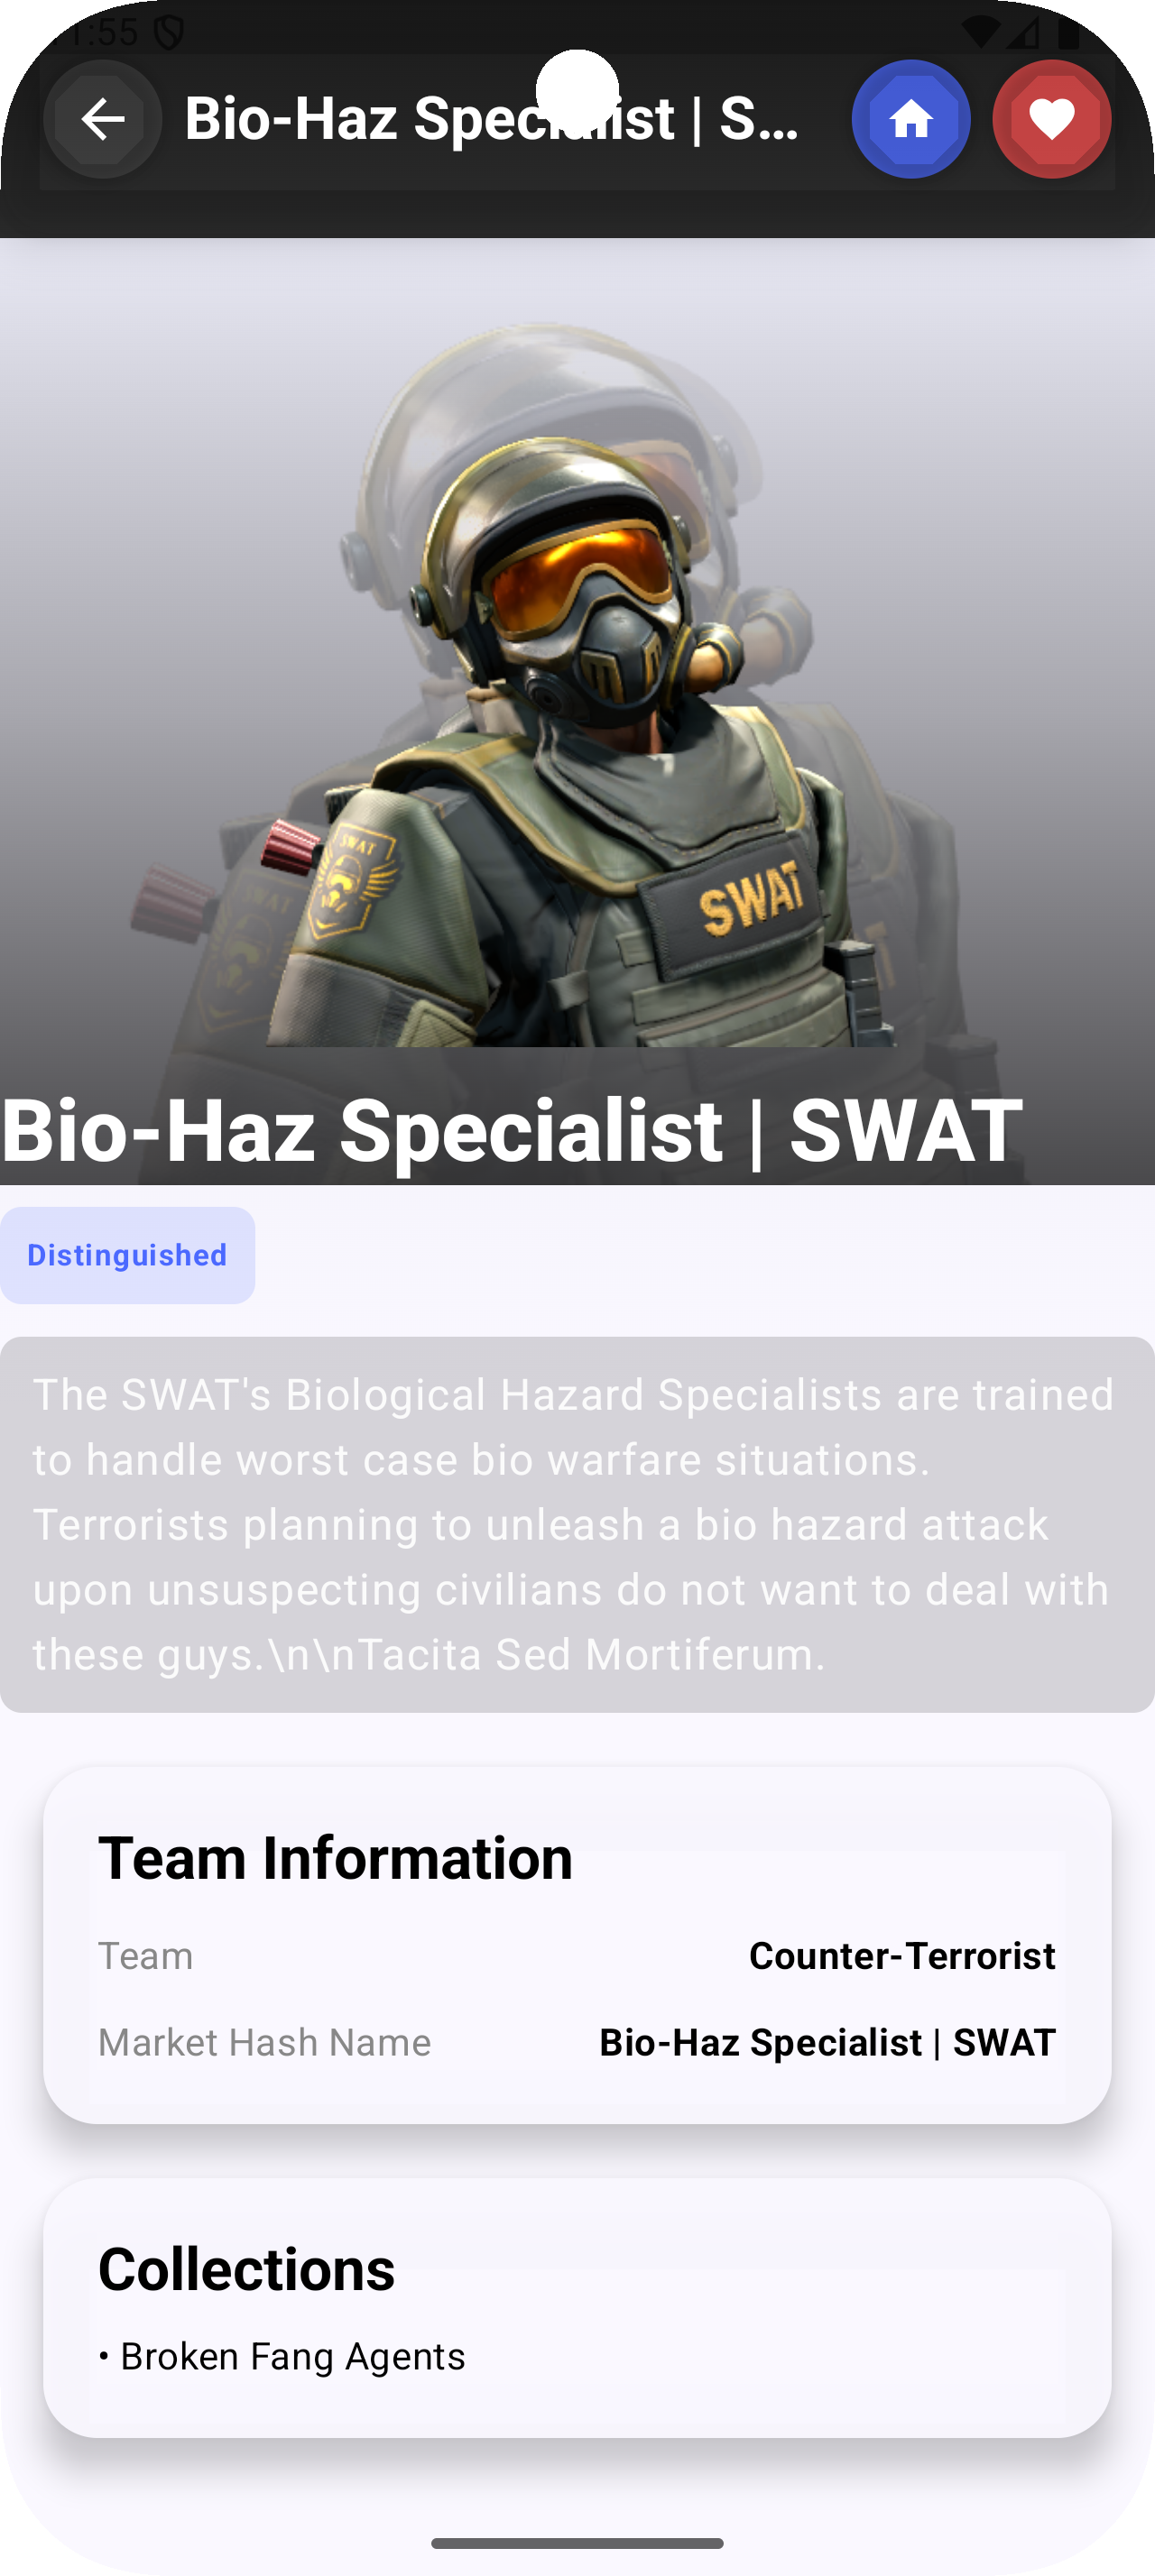 :55
Bio-Haz Specialist | S...
SWAT
SWAT
Bio-Haz Specialist | SWAT
Distinguished
The SWAT's Biological Hazard Specialists are trained
to handle worst case bio warfare situations.
Terrorists planning to unleash a bio hazard attack
upon unsuspecting civilians do not want to deal with
these guys.\n\nTacita Sed Mortiferum.
Team Information
Team Counter-Terrorist
Market Hash Name Bio-Haz Specialist | SWAT
Collections
• Broken Fang Agents